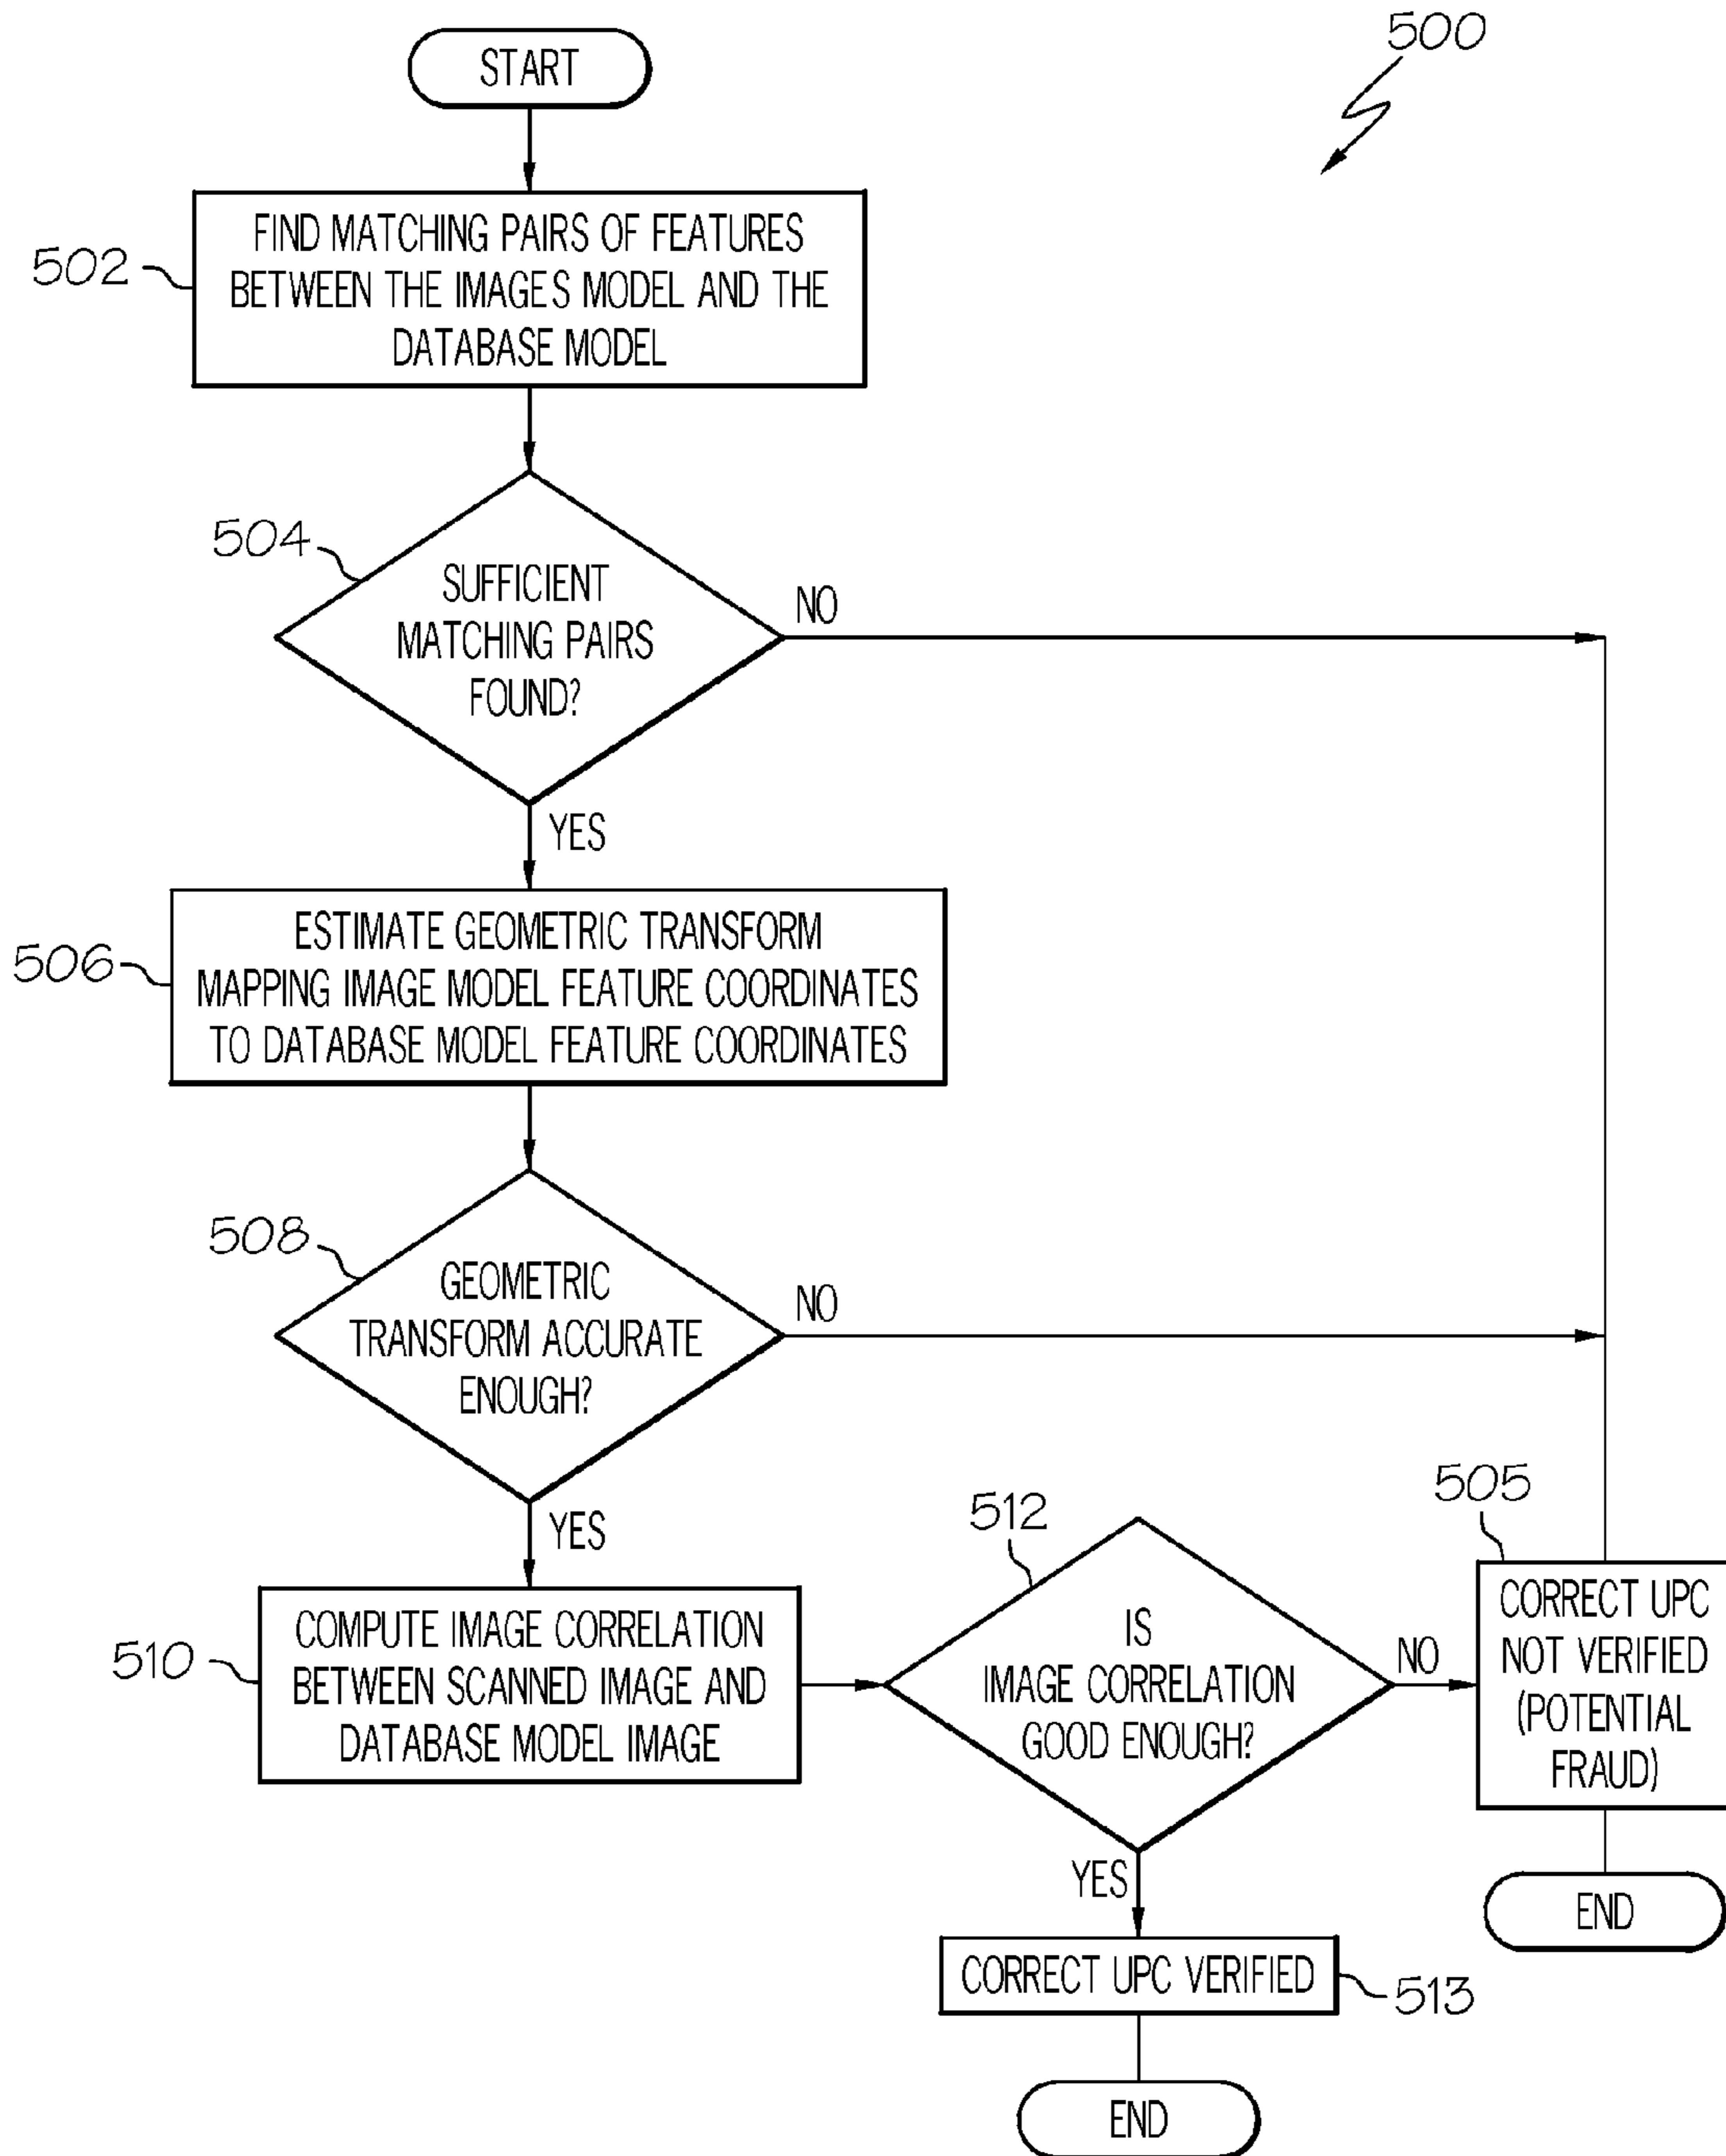 START
500
FIND MATCHING PAIRS OF FEATURES
BETWEEN THE IMAGES MODEL AND THE
DATABASE MODEL
502
504
SUFFICIENT
MATCHING PAIRS
FOUND?
NO
YES
506
ESTIMATE GEOMETRIC TRANSFORM
MAPPING IMAGE MODEL FEATURE COORDINATES
TO DATABASE MODEL FEATURE COORDINATES
508
GEOMETRIC
TRANSFORM ACCURATE
ENOUGH?
NO
YES
510
COMPUTE IMAGE CORRELATION
BETWEEN SCANNED IMAGE AND
DATABASE MODEL IMAGE
512
IS
IMAGE CORRELATION
GOOD ENOUGH?
NO
YES
505
CORRECT UPC
NOT VERIFIED
(POTENTIAL
FRAUD)
END
CORRECT UPC VERIFIED
513
END